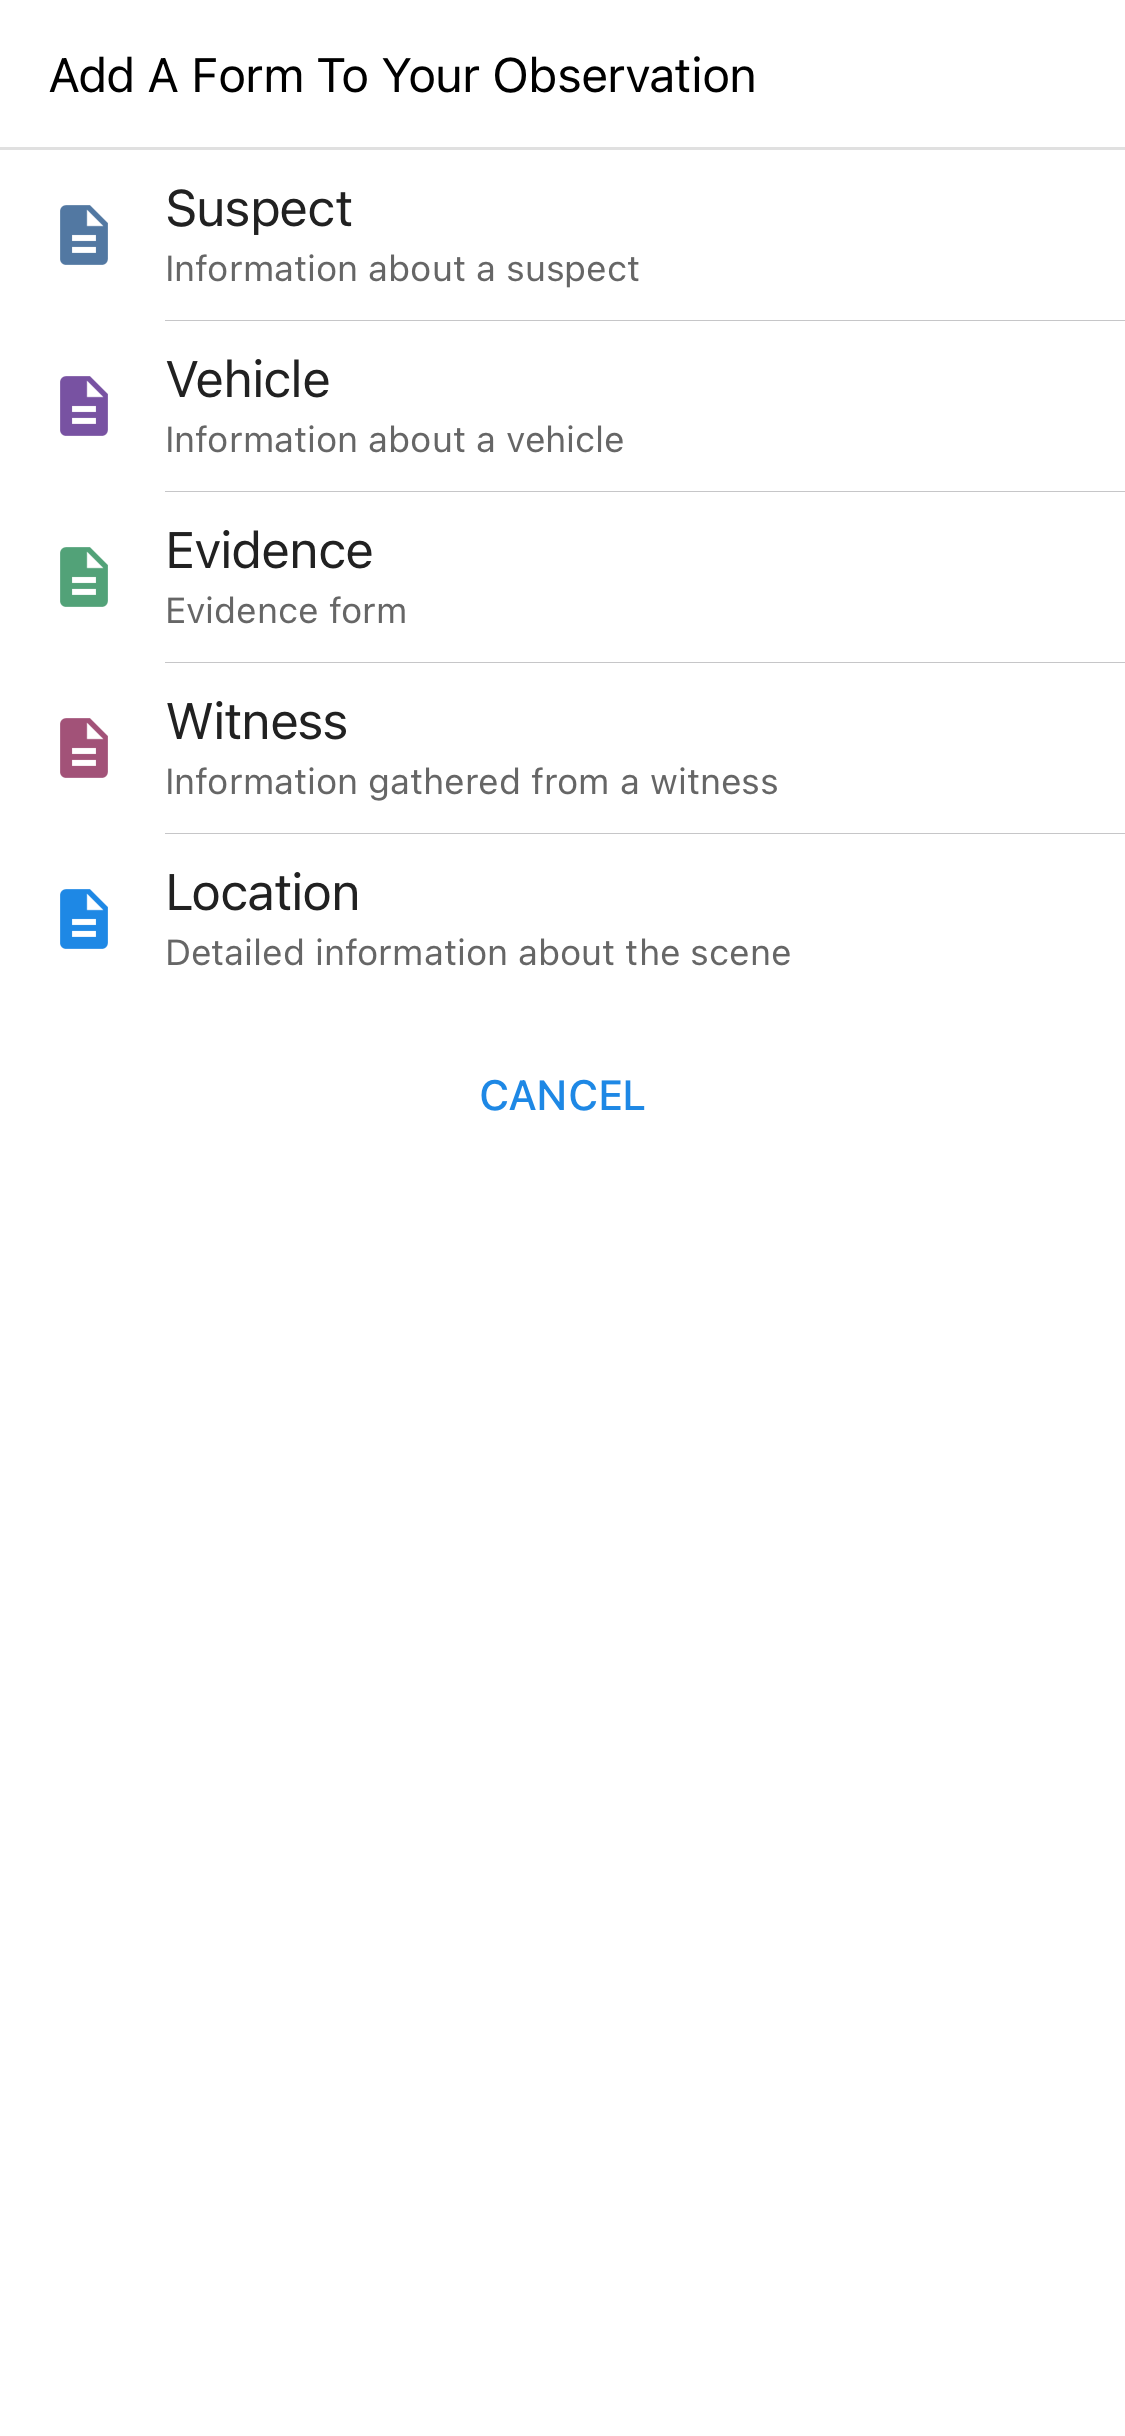 Add A Form To Your Observation
Suspect
Information about a suspect
Vehicle
Information about a vehicle
Evidence
Evidence form
Witness
Information gathered from a witness
Location
Detailed information about the scene
CANCEL